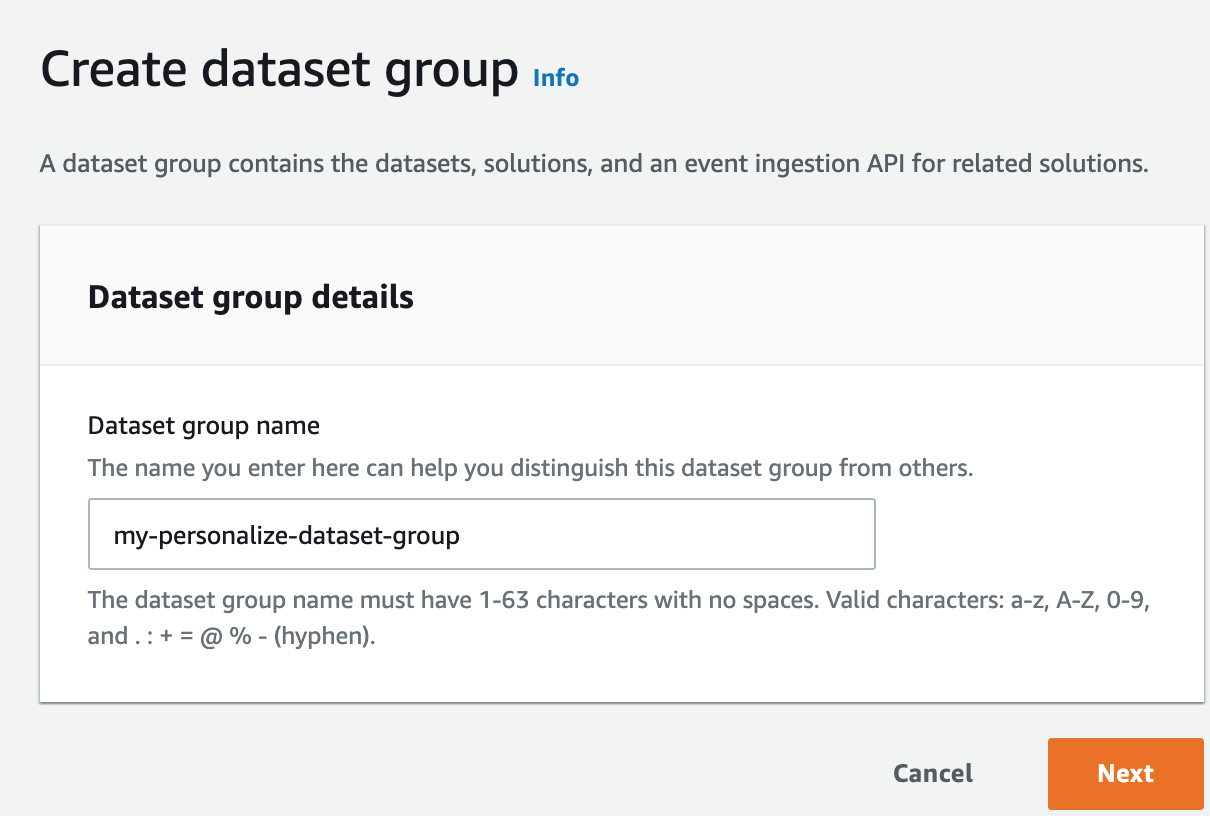 Create dataset group Info
A dataset group contains the datasets, solutions, and an event ingestion API for related solutions.
Dataset group details
Dataset group name
The name you enter here can help you distinguish this dataset group from others.
my-personalize-dataset-group
The dataset group name must have 1-63 characters with no spaces. Valid characters: a-z, A-Z, 0-9,
and . : + = @ % - (hyphen).
Cancel
Next